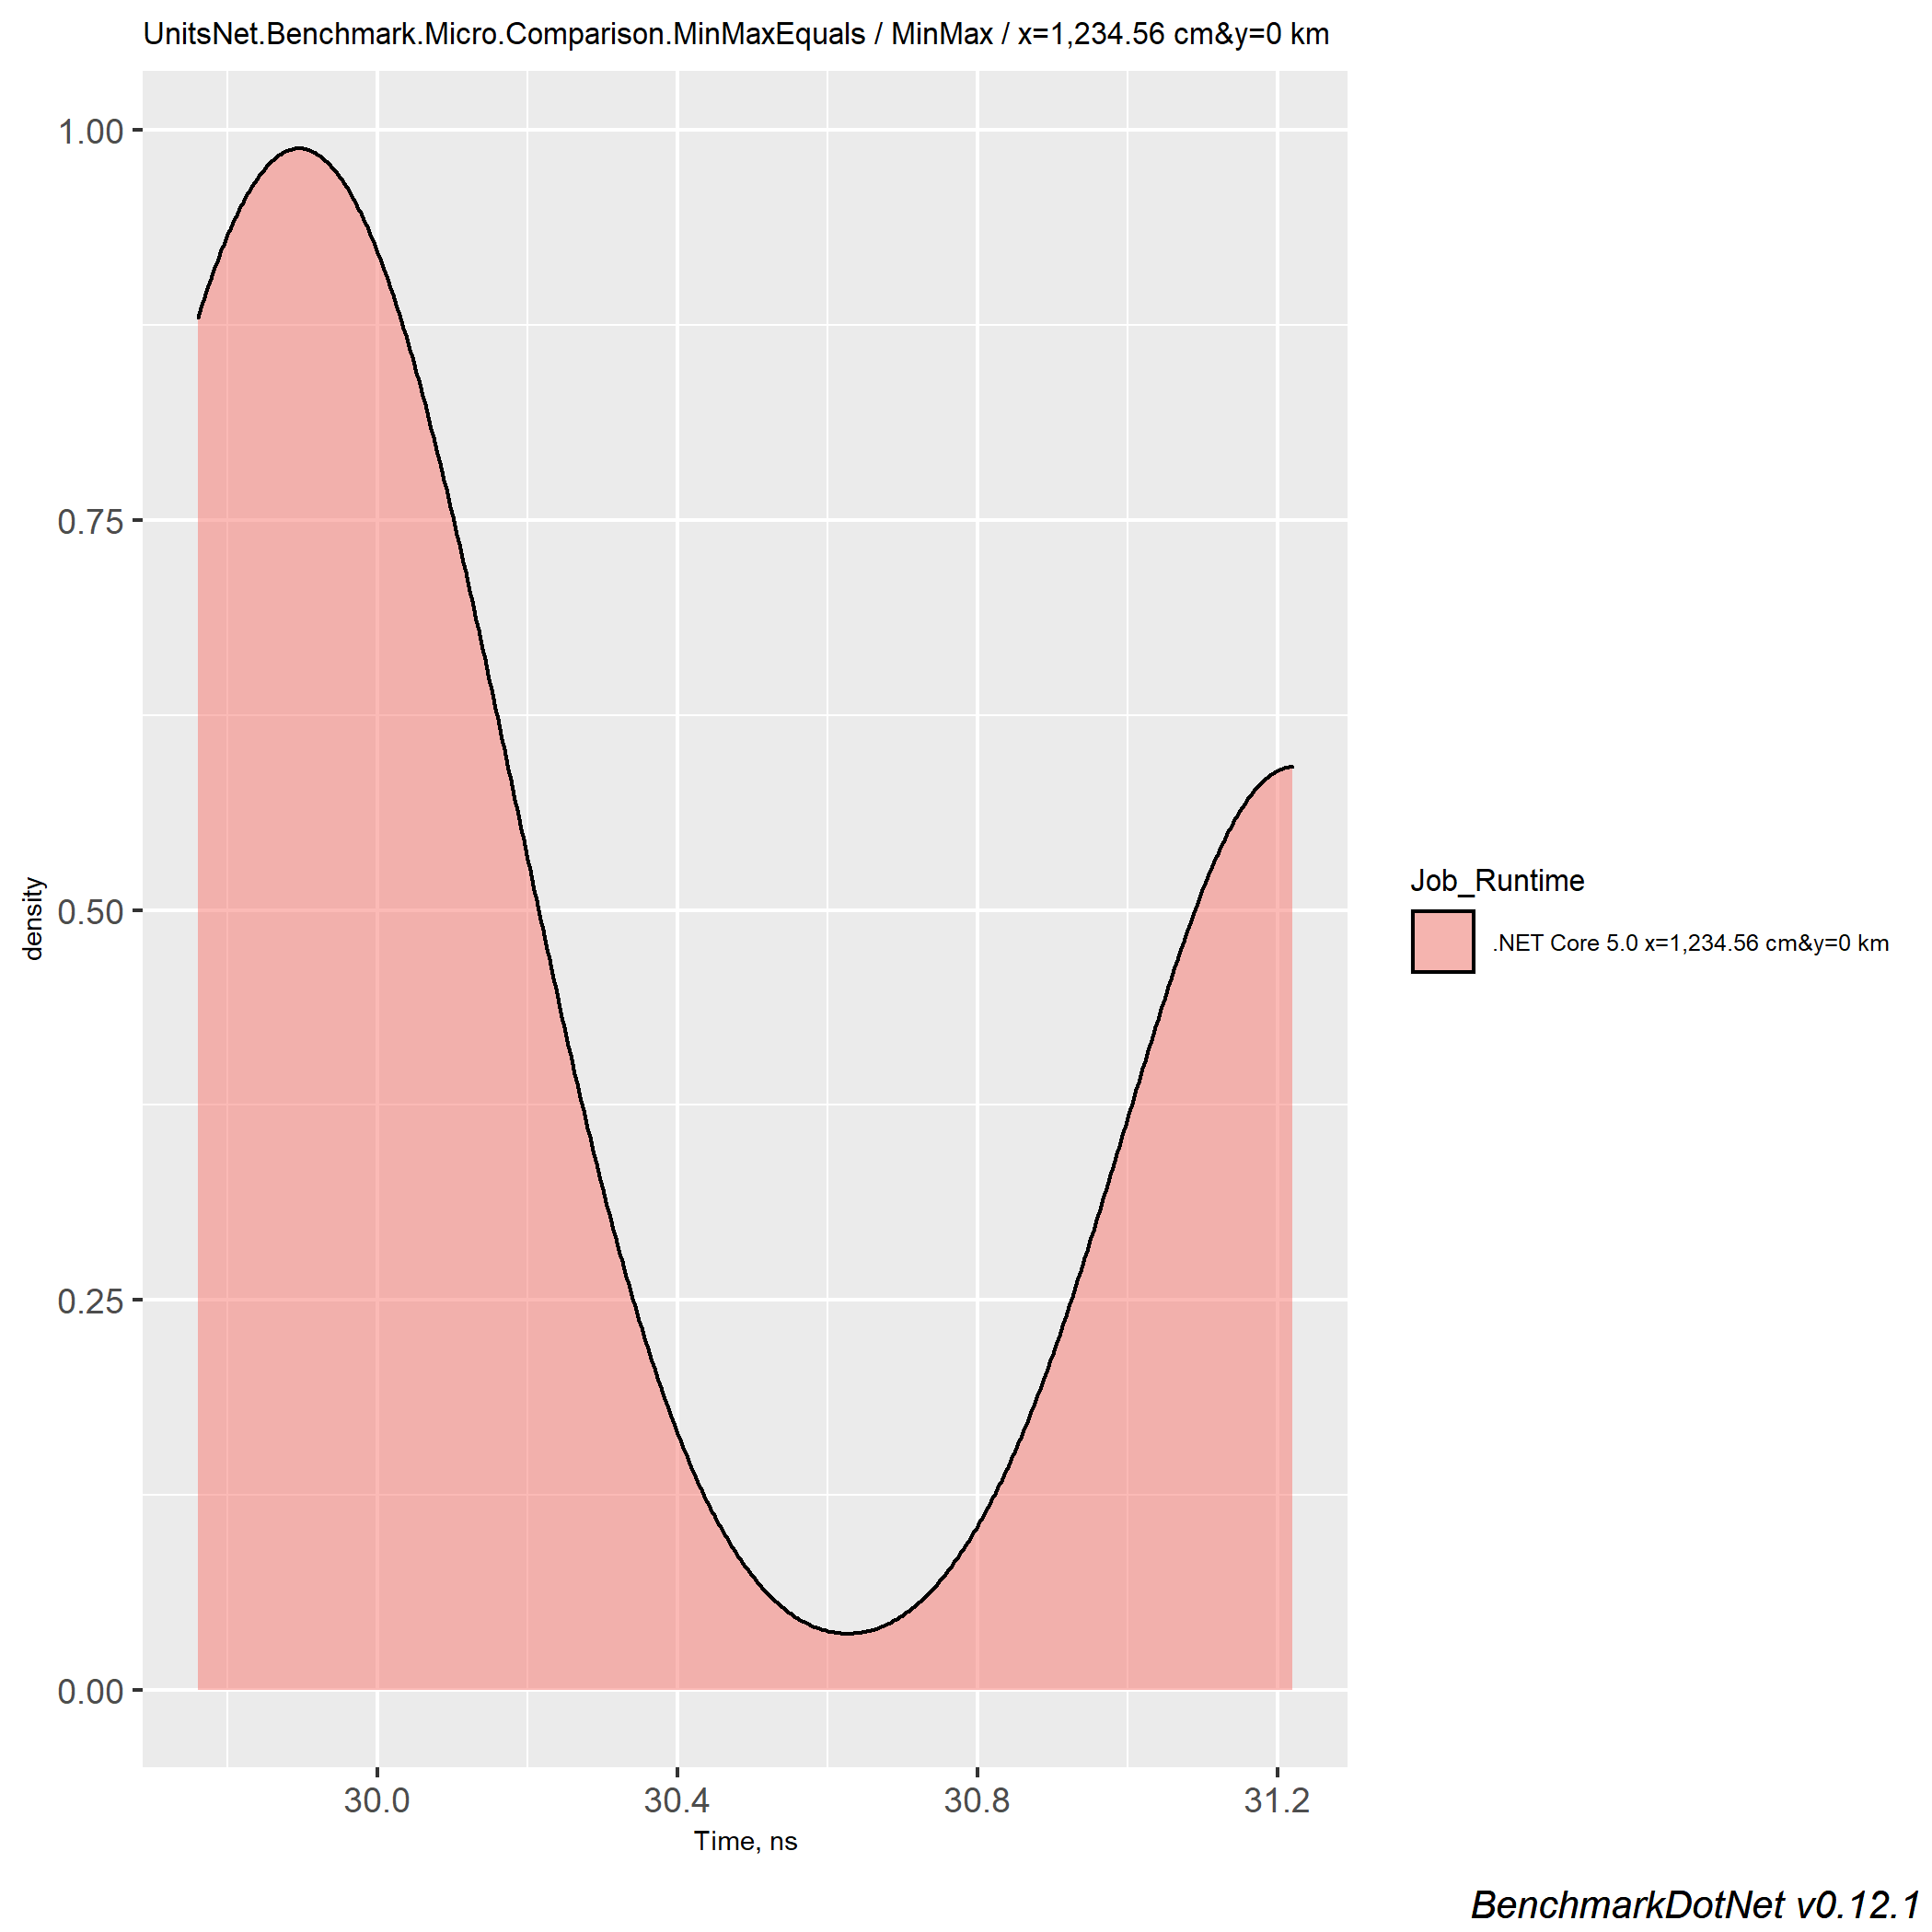 UnitsNet.Benchmark.Micro.Comparison.MinMaxEquals / MinMax / x=1,234.56 cm&y=0 km
1.00
0.75
0.50
0.25
0.00
density
30.0 30.4 30.8 31.2
Time, ns
Job_Runtime
.NET Core 5.0 x=1,234.56 cm&y=0 km
BenchmarkDotNet v0.12.1